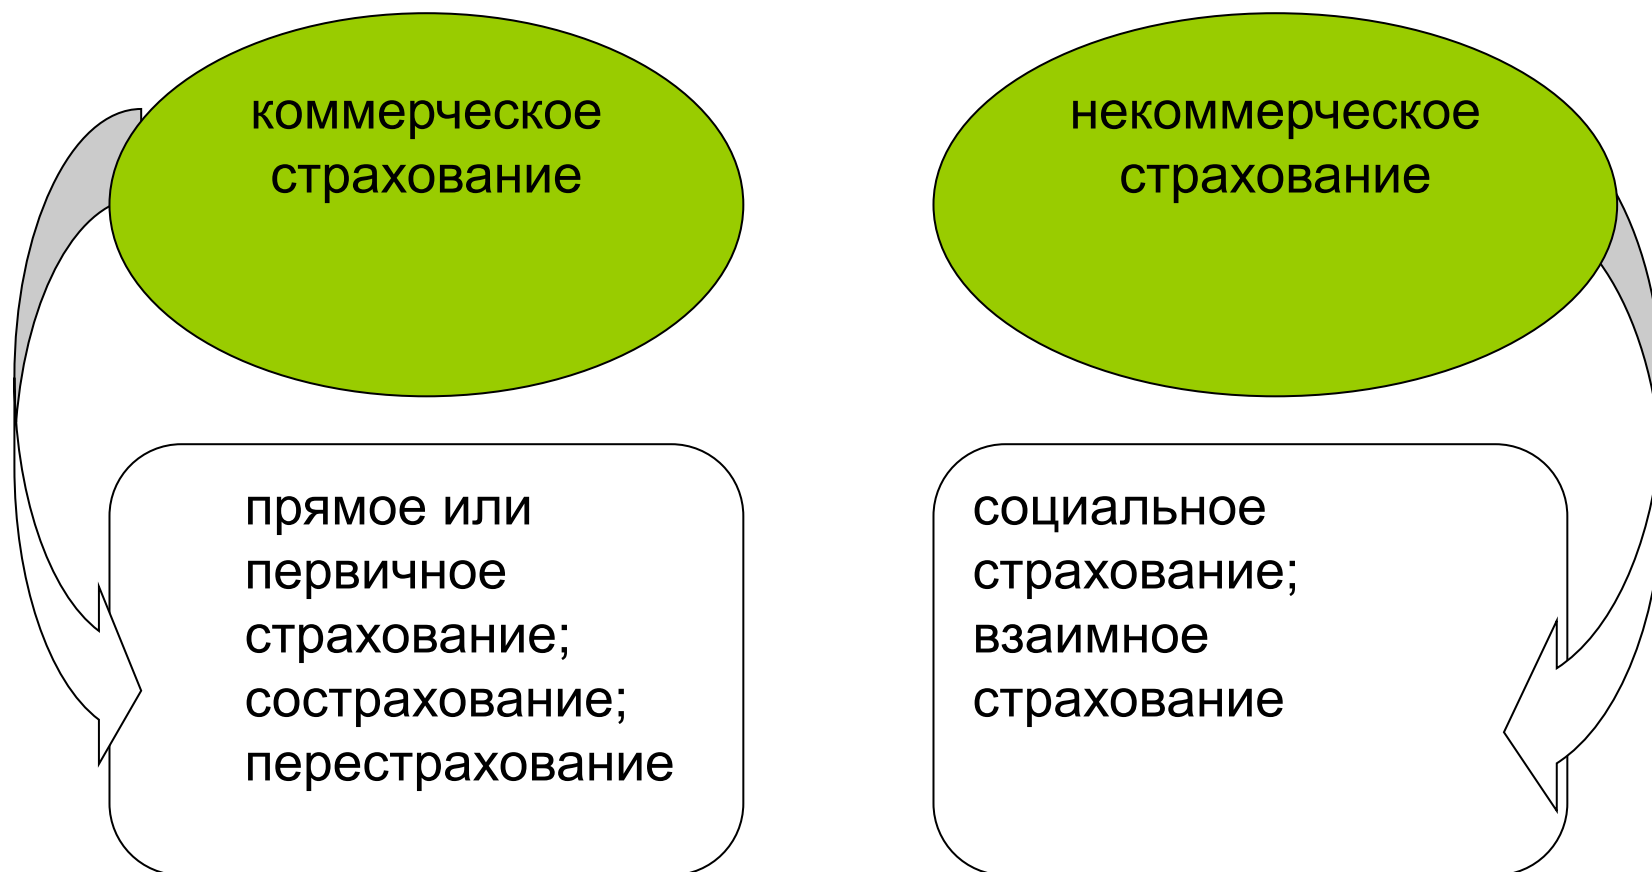 коммерческое
страхование
некоммерческое
страхование
прямое или
первичное
страхование;
сострахование;
перестрахование
социальное
страхование;
взаимное
страхование